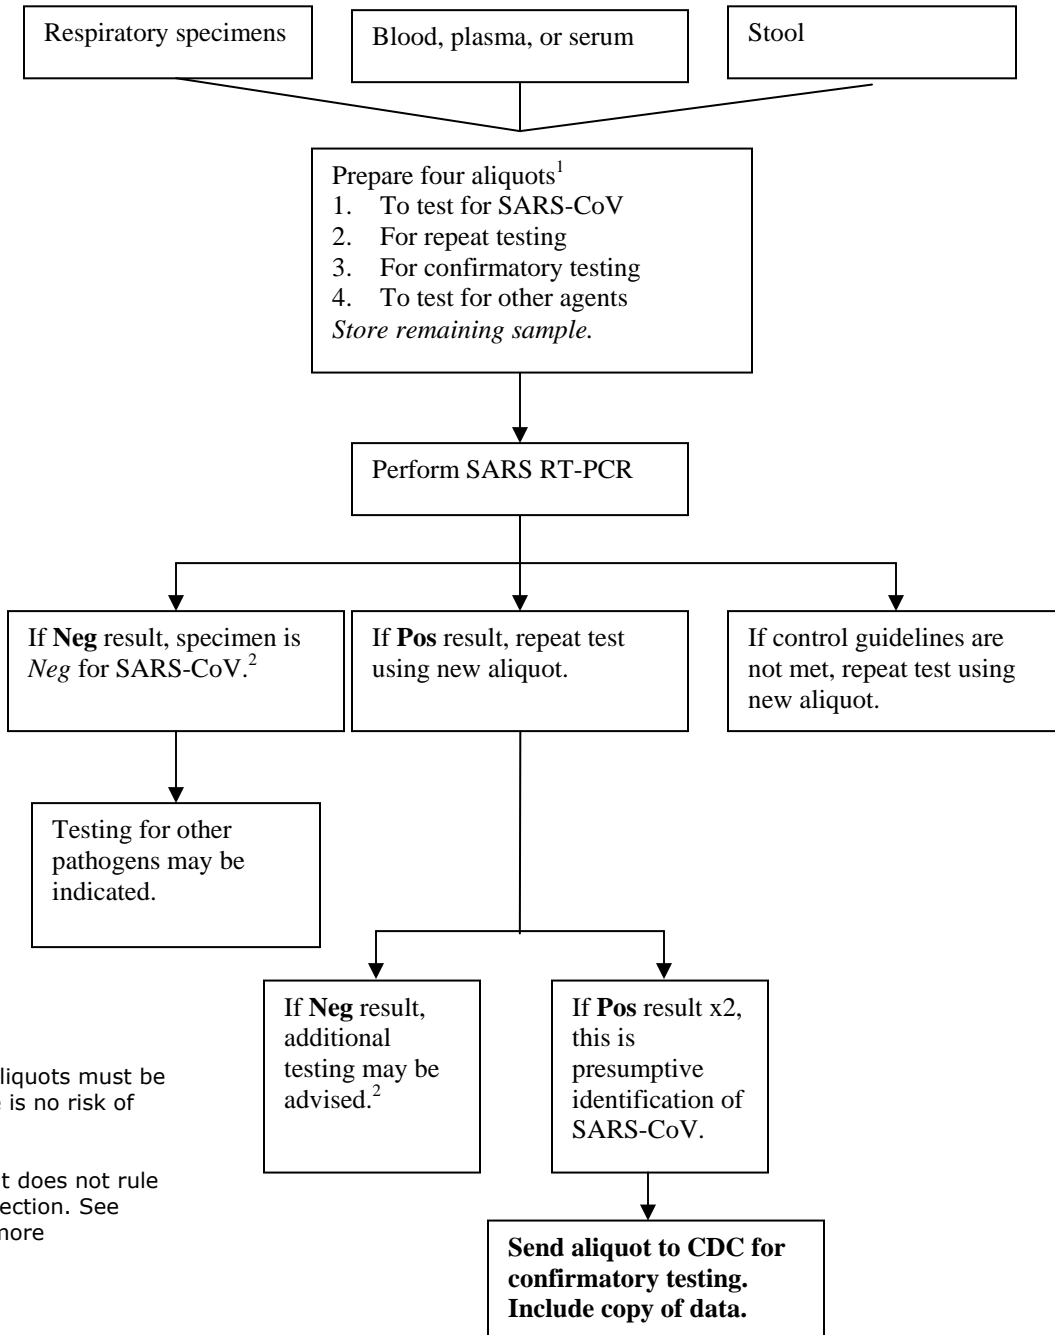 Respiratory specimens
Blood, plasma, or serum
Stool
Prepare four aliquots¹
1. To test for SARS-CoV
2. For repeat testing
3. For confirmatory testing
4. To test for other agents
Store remaining sample.
Perform SARS RT-PCR
If Neg result, specimen is
Neg for SARS-CoV.²
If Pos result, repeat test
using new aliquot.
If control guidelines are
not met, repeat test using
new aliquot.
Testing for other
pathogens may be
indicated.
If Neg result,
additional
testing may be
advised.²
If Pos result x2,
this is
presumptive
identification of
SARS-CoV.
Send aliquot to CDC for
confirmatory testing.
Include copy of data.
must be
is no risk of
does not rule
See
more